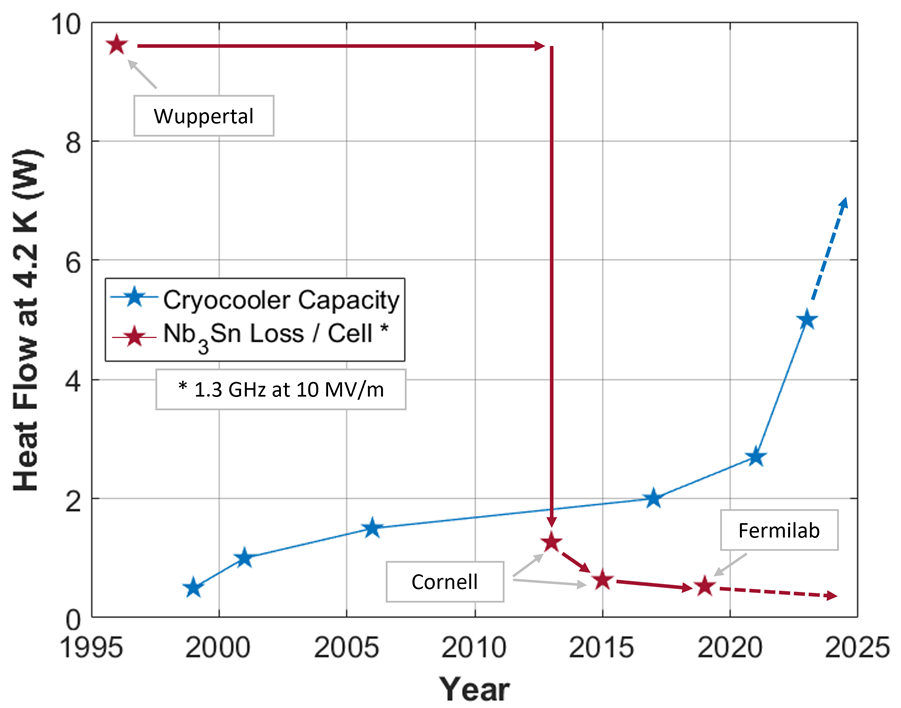 10
8
6
4
2
0
Heat Flow at 4.2 K (W)
Wuppertal
Cryocooler Capacity
Nb3Sn Loss / Cell *
* 1.3 GHz at 10 MV/m
Fermilab
Cornell
1995 2000 2005 2010 2015 2020 2025
Year